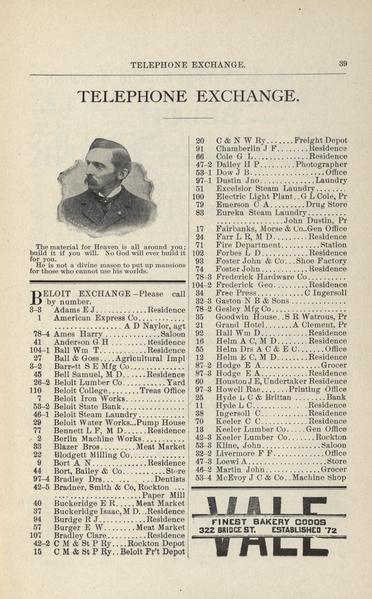 TELEPHONE EXCHANGE.
39
TELEPHONE EXCHANGE.
The material for Heaven is all around you;
build it if you will. No God will ever build it
for you.
He is not a divine mason to put up mansions
for those who cannot use his worlds.
BELOIT EXCHANGE—Please call
by number.
3-3 Adams E J........Residence
1 American Express Co........
........A D Naylor, agt
78-4 Ames Harry........Saloon
41 Anderson G H........Residence
104-1 Ball Wm T........Residence
27 Ball & Goss....Agricultural Impl
3-2 Barrett S E Mfg Co........
45 Bell Samuel, M D....Residence
26-2 Beloit Lumber Co........Yard
110 Beloit College........Treas Office
7 Beloit Iron Works........
53-2 Beloit State Bank........
46-1 Beloit Steam Laundry........
29 Beloit Water Works...Pump House
77 Bennett L F, M D....Residence
2 Berlin Machine Works........
33 Blazer Bros........Meat Market
22 Blodgett Milling Co........
9 Bort A N........Residence
44 Bort, Bailey & Co........Store
97-4 Bradley Drs........Dentists
42-5 Bradner, Smith & Co, Rockton....
........Paper Mill
40 Buckeridge E R....Meat Market
37 Buckeridge Isaac, M D..Residence
94 Burdge R J........Residence
57 Burger E W........Meat Market
107 Bradley Clare........Residence
42-2 C M & St P Ry....Rockton Depot
15 C M & St P Ry..Beloit Fr't Depot
20 C & N W Ry........Freight Depot
91 Chamberlin J F........Residence
66 Cole G L........Residence
47-2 Dailey H P........Photographer
53-1 Dow J B........Office
97-1 Dustin Jno........Laundry
51 Excelsior Steam Laundry........
100 Electric Light Plant..G L Cole, Pr
79 Emerson C A........Drug Store
83 Eureka Steam Laundry........
........John Dustin, Pr
17 Fairbanks, Morse & Co..Gen Office
24 Farr L R, M D........Residence
71 Fire Department........Station
102 Forbes L D........Residence
93 Foster John & Co...Shoe Factory
74 Foster John........Residence
78-3 Frederick Hardware Co........
104-2 Frederick Geo........Residence
34 Free Press........C Ingersoll
32-3 Gaston N B & Sons........
78-2 Gesley Mfg Co........
35 Goodwin House..S R Watrous, Pr
21 Grand Hotel........A Clement, Pr
92 Hall Wm D........Residence
16 Helm A C, M D........Residence
55 Helm Drs A C & E C........Office
12 Helm E C, M D........Residence
87-2 Hodge E A........Grocer
87-3 Hodge E A........Residence
60 Houston J E, Undertaker Residence
97-3 Howell Rae........Printing Office
25 Hyde L C & Brittan........Bank
11 Hyde L C........Residence
38 Ingersoll C........Residence
70 Keeler C C........Residence
13 Keeler Lumber Co....Gen Office
42-3 Keeler Lumber Co........Rockton
53-3 Kline, John........Saloon
32-2 Livermore F F........Office
47-3 Loewi A........Store
46-2 Martin John........Grocer
53-4 McEvoy J C & Co..Machine Shop
VALE
FINEST BAKERY GOODS
322 BRIDGE ST. ESTABLISHED '72
VALE